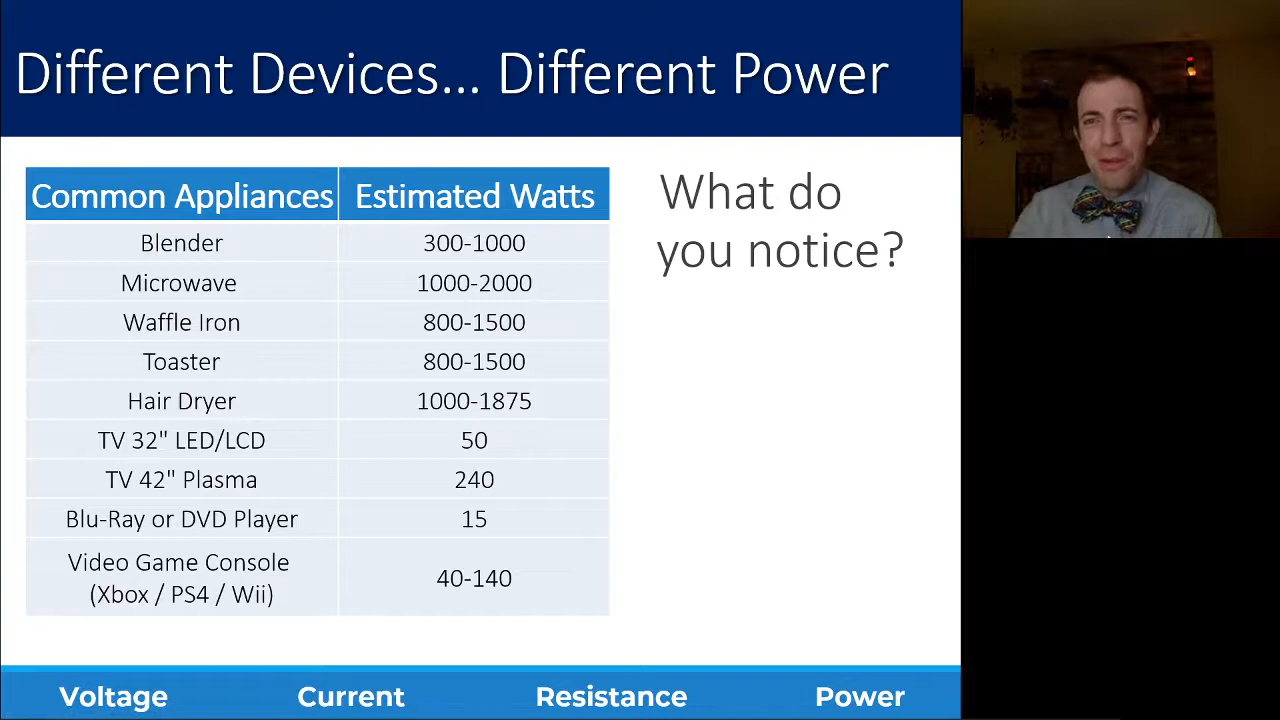 Different Devices... Different Power
Common Appliances Estimated Watts
Blender 300-1000
Microwave 1000-2000
Waffle Iron 800-1500
Toaster 800-1500
Hair Dryer 1000-1875
TV 32" LED/LCD 50
TV 42" Plasma 240
Blu-Ray or DVD Player 15
Video Game Console
(Xbox / PS4 / Wii) 40-140
What do
you notice?
Voltage Current Resistance Power